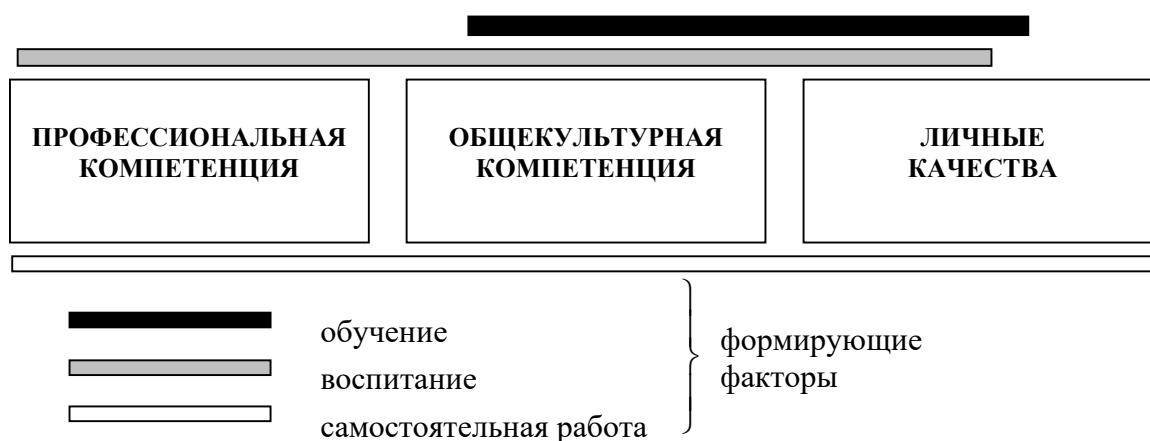 ПРОФЕССИОНАЛЬНАЯ
КОМПЕТЕНЦИЯ
ОБЩЕКУЛЬТУРНАЯ
КОМПЕТЕНЦИЯ
ЛИЧНЫЕ
КАЧЕСТВА
обучение
воспитание
самостоятельная работа
формирующие
факторы